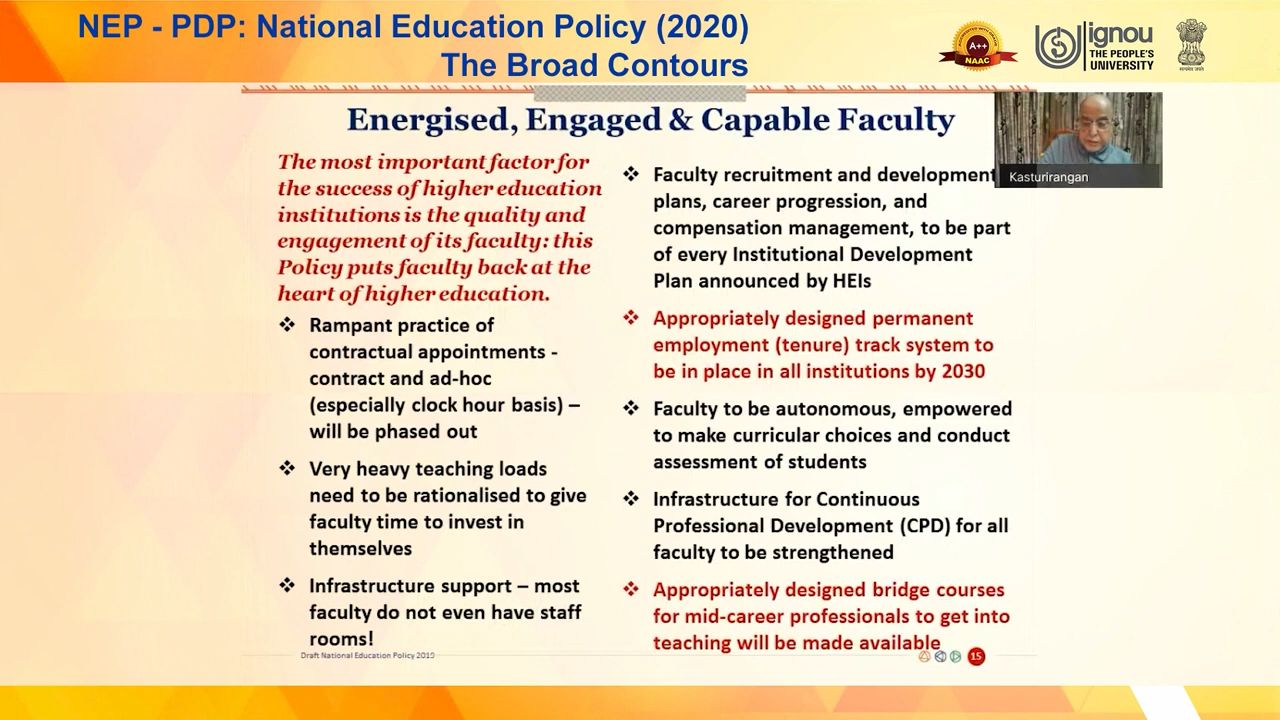 NEP - PDP: National Education Policy (2020)
The Broad Contours
A++
NAAC
ignou
THE PEOPLE'S
UNIVERSITY
Energised, Engaged & Capable Faculty
Kasturirangan
The most important factor for
the success of higher education
institutions is the quality and
engagement of its faculty: this
Policy puts faculty back at the
heart of higher education.
❖ Rampant practice of
contractual appointments -
contract and ad-hoc
(especially clock hour basis) –
will be phased out
❖ Very heavy teaching loads
need to be rationalised to give
faculty time to invest in
themselves
❖ Infrastructure support – most
faculty do not even have staff
rooms!
❖ Faculty recruitment and development
plans, career progression, and
compensation management, to be part
of every Institutional Development
Plan announced by HEIs
❖ Appropriately designed permanent
employment (tenure) track system to
be in place in all institutions by 2030
❖ Faculty to be autonomous, empowered
to make curricular choices and conduct
assessment of students
❖ Infrastructure for Continuous
Professional Development (CPD) for all
faculty to be strengthened
❖ Appropriately designed bridge courses
for mid-career professionals to get into
teaching will be made available
Draft National Education Policy 2019
15